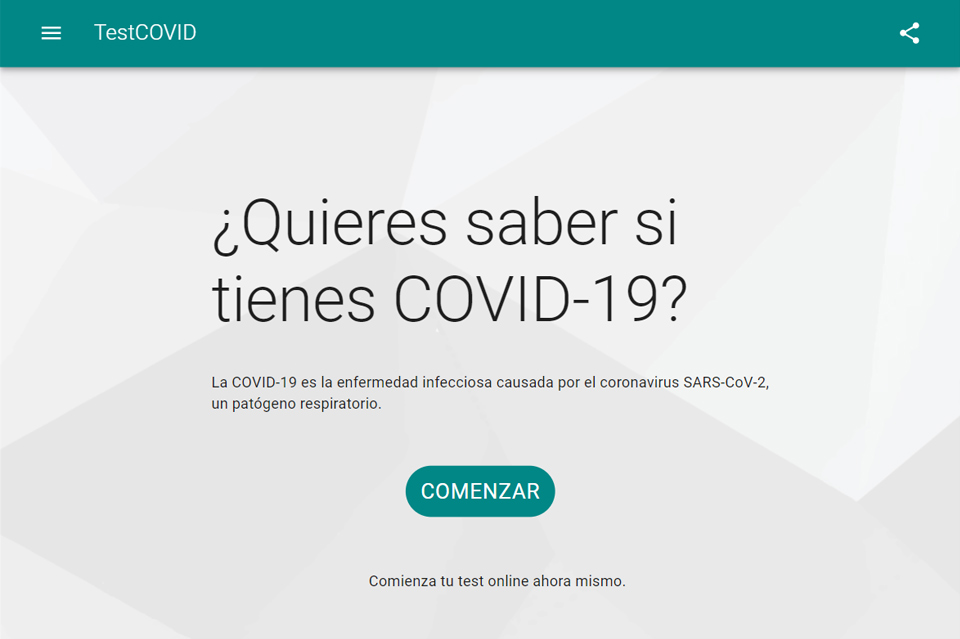 TestCOVID
¿Quieres saber si
tienes COVID-19?
La COVID-19 es la enfermedad infecciosa causada por el coronavirus SARS-CoV-2,
un patógeno respiratorio.
COMENZAR
Comienza tu test online ahora mismo.